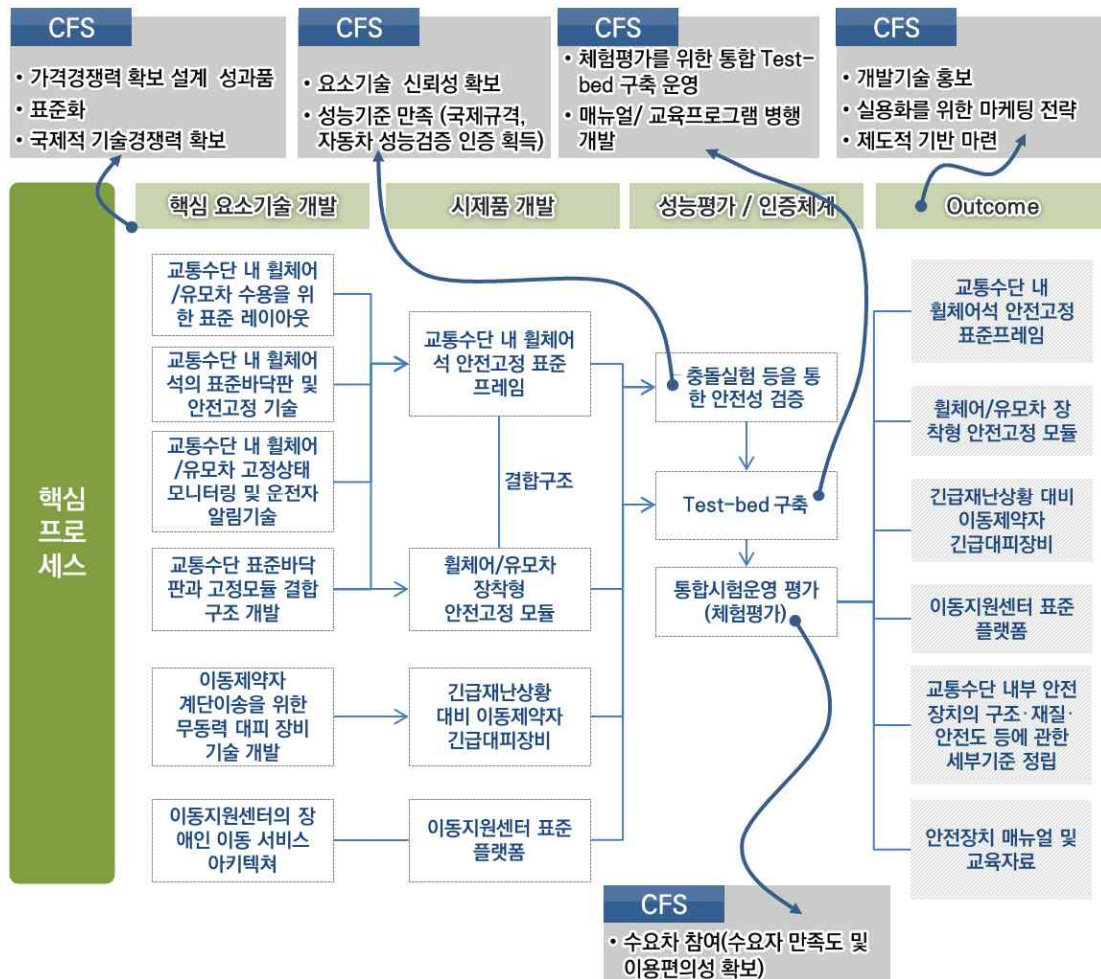 CFS
• 가격경쟁력 확보 설계 성과품
• 표준화
• 국제적 기술경쟁력 확보
CFS
• 요소기술 신뢰성 확보
• 성능기준 만족 (국제규격,
자동차 성능검증 인증 획득)
CFS
• 체험평가를 위한 통합 Test-
bed 구축 운영
• 매뉴얼/ 교육프로그램 병행
개발
CFS
• 개발기술 홍보
• 실용화를 위한 마케팅 전략
• 제도적 기반 마련
핵심
프로
세스
핵심 요소기술 개발
시제품 개발
성능평가 / 인증체계
Outcome
교통수단 내 휠체어
/유모차 수용을 위
한 표준 레이아웃
교통수단 내 휠체어
석의 표준바닥판 및
안전고정 기술
교통수단 내 휠체어
/유모차 고정상태
모니터링 및 운전자
알림기술
교통수단 표준바닥
판과 고정모듈 결합
구조 개발
이동제약자
계단이송을 위한
무동력 대피 장비
기술 개발
이동지원센터의 장
애인 이동 서비스
아키텍쳐
교통수단 내 휠체어
석 안전고정 표준
프레임
결합구조
휠체어/유모차
장착형
안전고정 모듈
긴급재난상황
대비 이동제약자
긴급대피장비
이동지원센터 표준
플랫폼
충돌실험 등을 통
한 안전성 검증
Test-bed 구축
통합시험운영 평가
(체험평가)
교통수단 내
휠체어석 안전고정
표준프레임
휠체어/유모차 장
착형 안전고정 모듈
긴급재난상황 대비
이동제약자
긴급대피장비
이동지원센터 표준
플랫폼
교통수단 내부 안전
장치의 구조·재질·
안전도 등에 관한
세부기준 정립
안전장치 매뉴얼 및
교육자료
CFS
• 수요차 참여(수요자 만족도 및
이용편의성 확보)